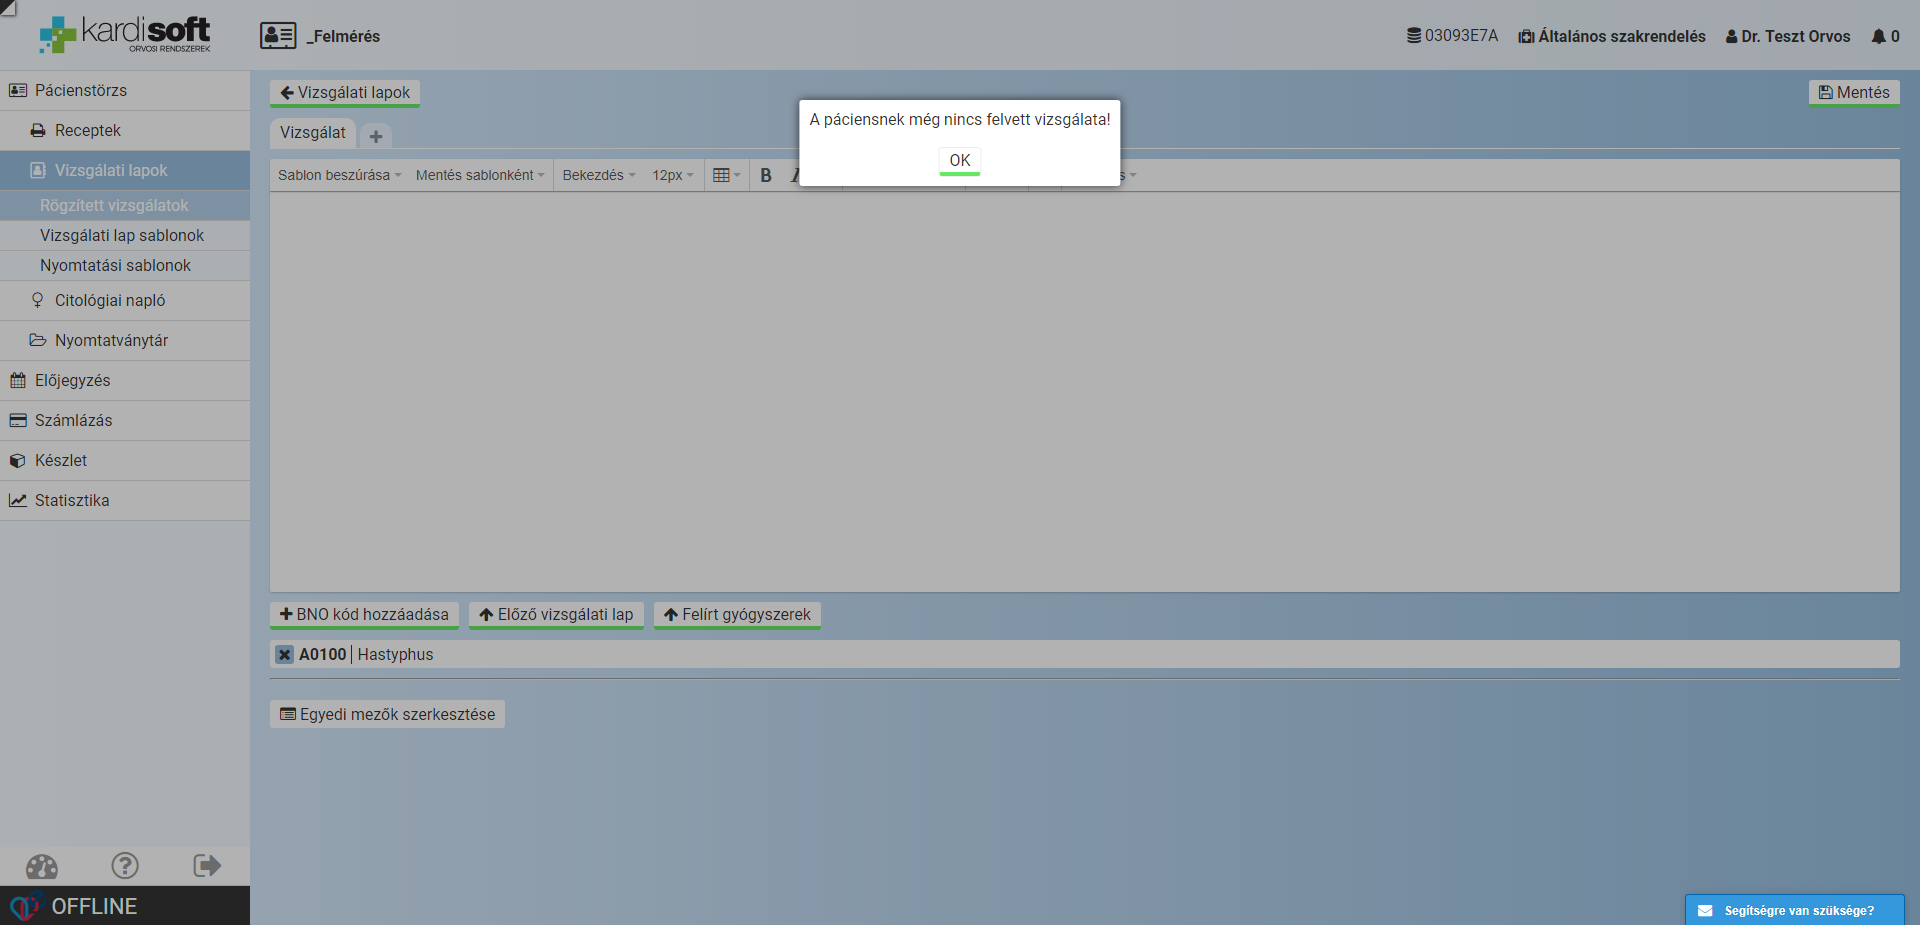 kardisoft
ORVOSI RENDSZEREK
_Felmérés
03093E7A
Általános szakrendelés
Dr. Teszt Orvos
0
Pácienstörzs
Receptek
Vizsgálati lapok
Rögzített vizsgálatok
Vizsgálati lap sablonok
Nyomtatási sablonok
Citológiai napló
Nyomtatványtár
Előjegyzés
Számlázás
Készlet
Statisztika
OFFLINE
Vizsgálati lapok
Mentés
Vizsgálat
A páciensnek még nincs felvett vizsgálata!
OK
Sablon beszúrása Mentés sablonként Bekezdés 12px B I s
BNO kód hozzáadása Előző vizsgálati lap Felírt gyógyszerek
A0100 | Hastyphus
Egyedi mezők szerkesztése
Segítségre van szüksége?